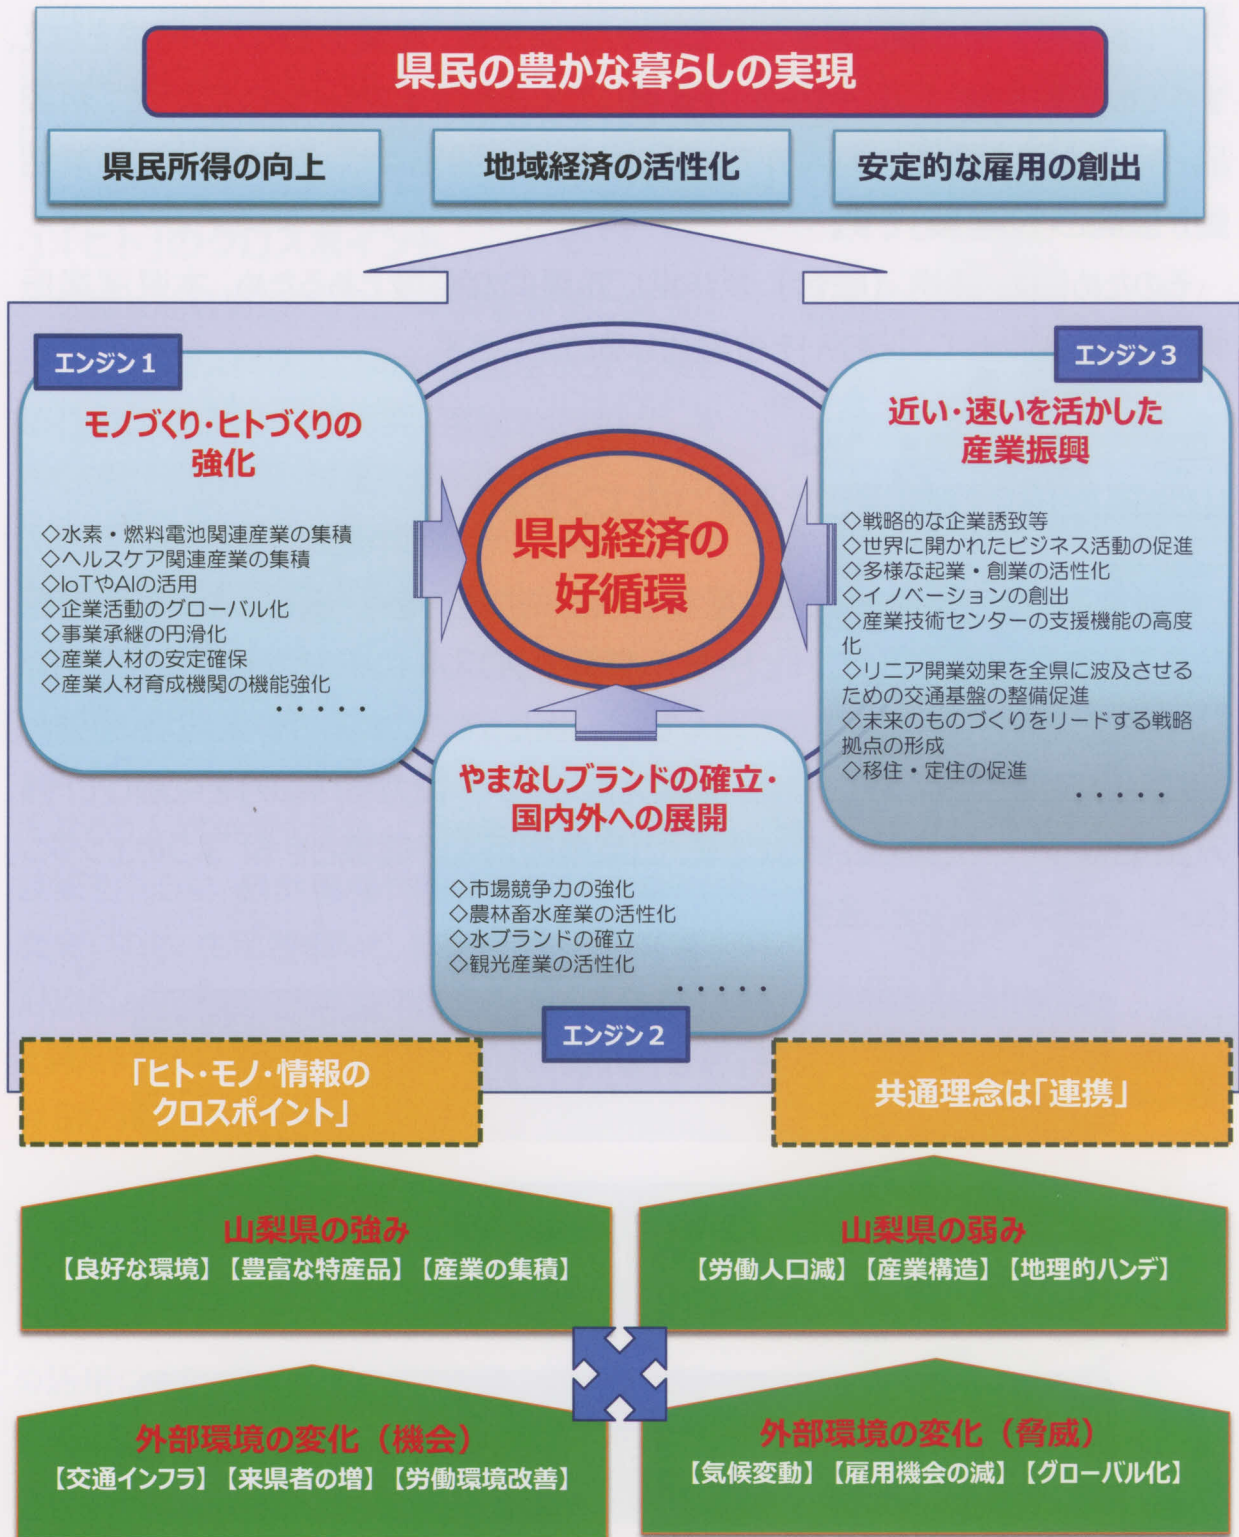 県民の豊かな暮らしの実現
県民所得の向上
地域経済の活性化
安定的な雇用の創出
エンジン1
モノづくり・ヒトづくりの
強化
◇水素・燃料電池関連産業の集積
◇ヘルスケア関連産業の集積
◇IoTやAIの活用
◇企業活動のグローバル化
◇事業承継の円滑化
◇産業人材の安定確保
◇産業人材育成機関の機能強化
・・・・・
県内経済の
好循環
エンジン3
近い・速いを活かした
産業振興
◇戦略的な企業誘致等
◇世界に開かれたビジネス活動の促進
◇多様な起業・創業の活性化
◇イノベーションの創出
◇産業技術センターの支援機能の高度
化
◇リニア開業効果を全県に波及させる
ための交通基盤の整備促進
◇未来のものづくりをリードする戦略
拠点の形成
◇移住・定住の促進
・・・・・
やまなしブランドの確立・
国内外への展開
◇市場競争力の強化
◇農林畜水産業の活性化
◇水ブランドの確立
◇観光産業の活性化
・・・・・
エンジン2
「ヒト・モノ・情報の
クロスポイント」
共通理念は「連携」
山梨県の強み
【良好な環境】【豊富な特産品】【産業の集積】
山梨県の弱み
【労働人口減】【産業構造】【地理的ハンデ】
外部環境の変化（機会）
【交通インフラ】【来県者の増】【労働環境改善】
外部環境の変化（脅威）
【気候変動】【雇用機会の減】【グローバル化】